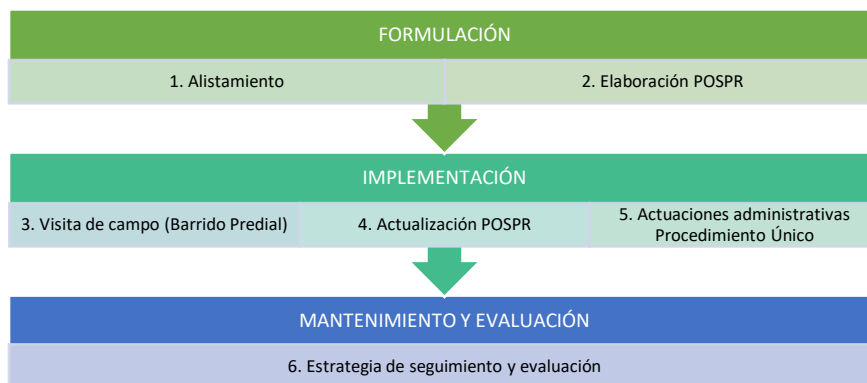 FORMULACIÓN
1. Alistamiento
2. Elaboración POSPR
IMPLEMENTACIÓN
3. Visita de campo (Barrido Predial)
4. Actualización POSPR
5. Actuaciones administrativas
Procedimiento Único
MANTENIMIENTO Y EVALUACIÓN
6. Estrategia de seguimiento y evaluación